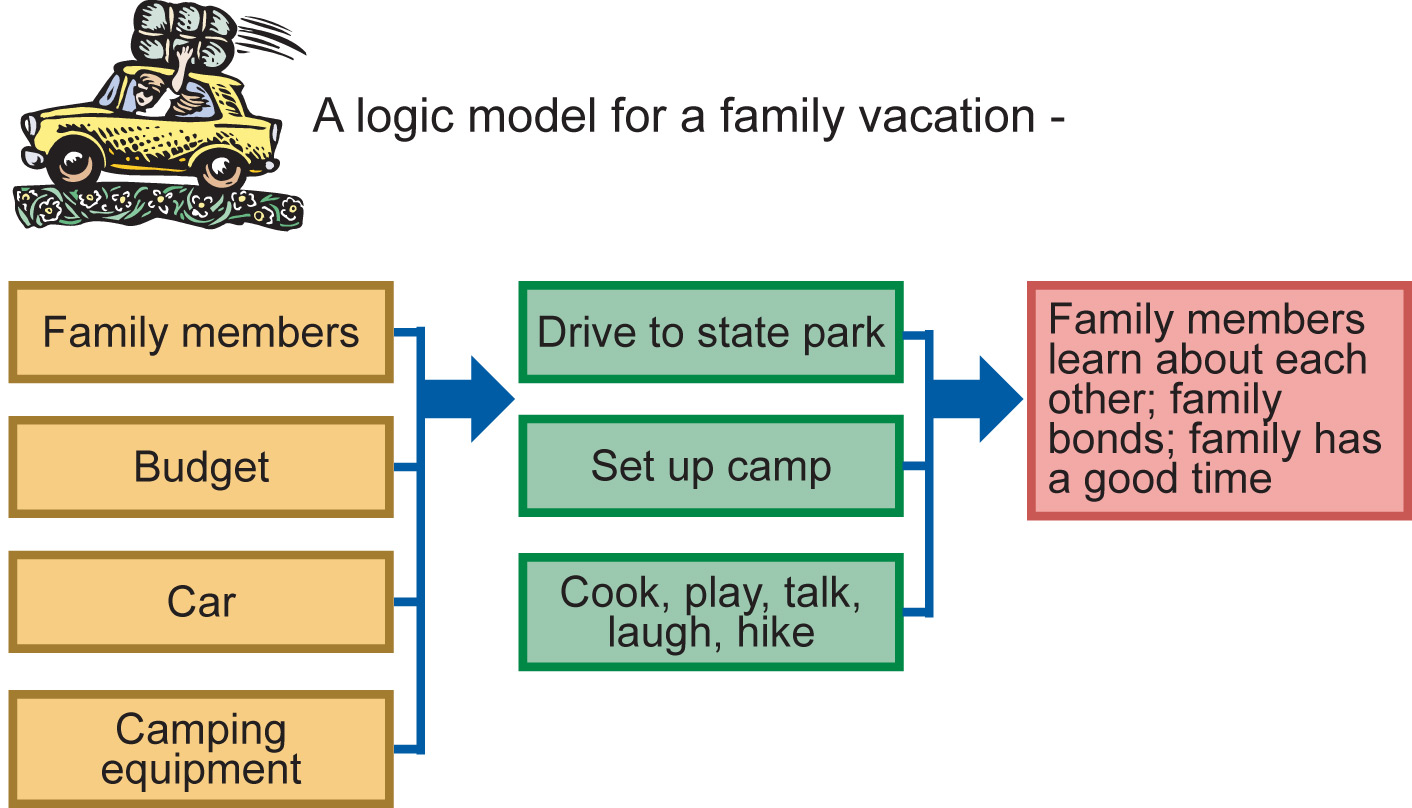 A logic model for a family vacation -
Family members
Budget
Car
Camping
equipment
Drive to state park
Set up camp
Cook, play, talk,
laugh, hike
Family members
learn about each
other; family
bonds; family has
a good time